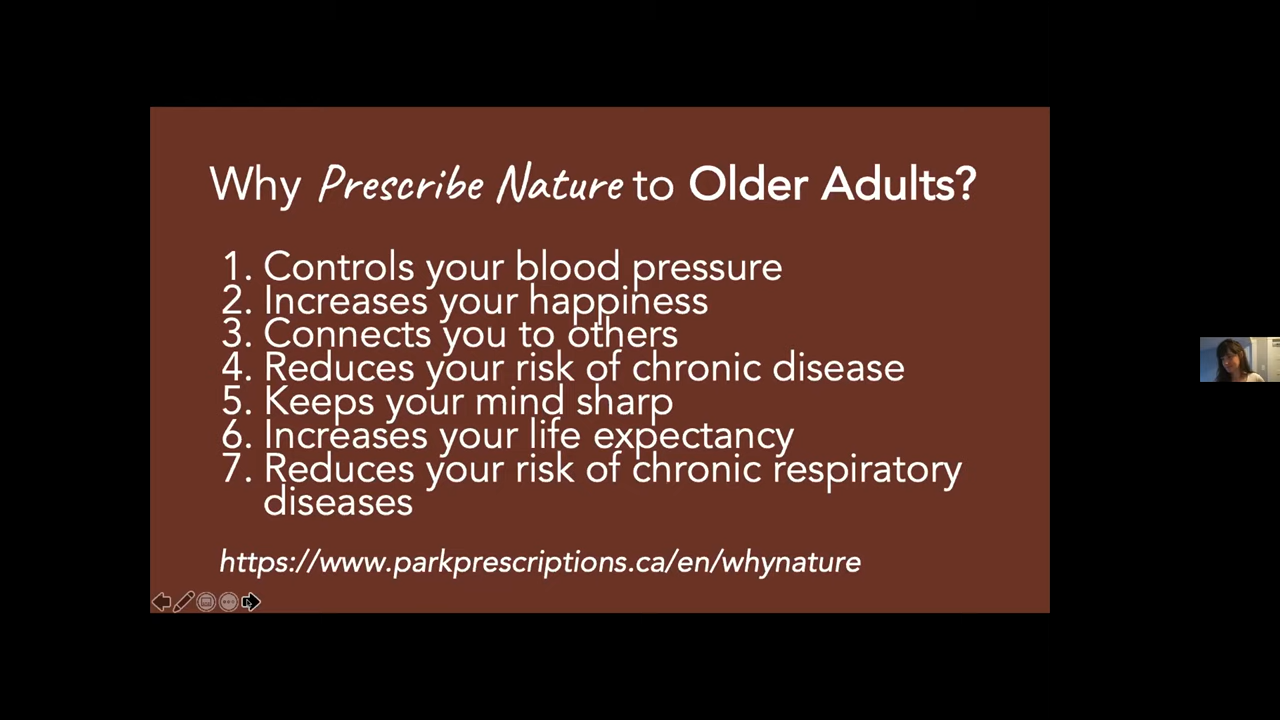 Why Prescribe Nature to Older Adults?
1. Controls your blood pressure
2. Increases your happiness
3. Connects you to others
4. Reduces your risk of chronic disease
5. Keeps your mind sharp
6. Increases your life expectancy
7. Reduces your risk of chronic respiratory
diseases
https://www.parkprescriptions.ca/en/whynature